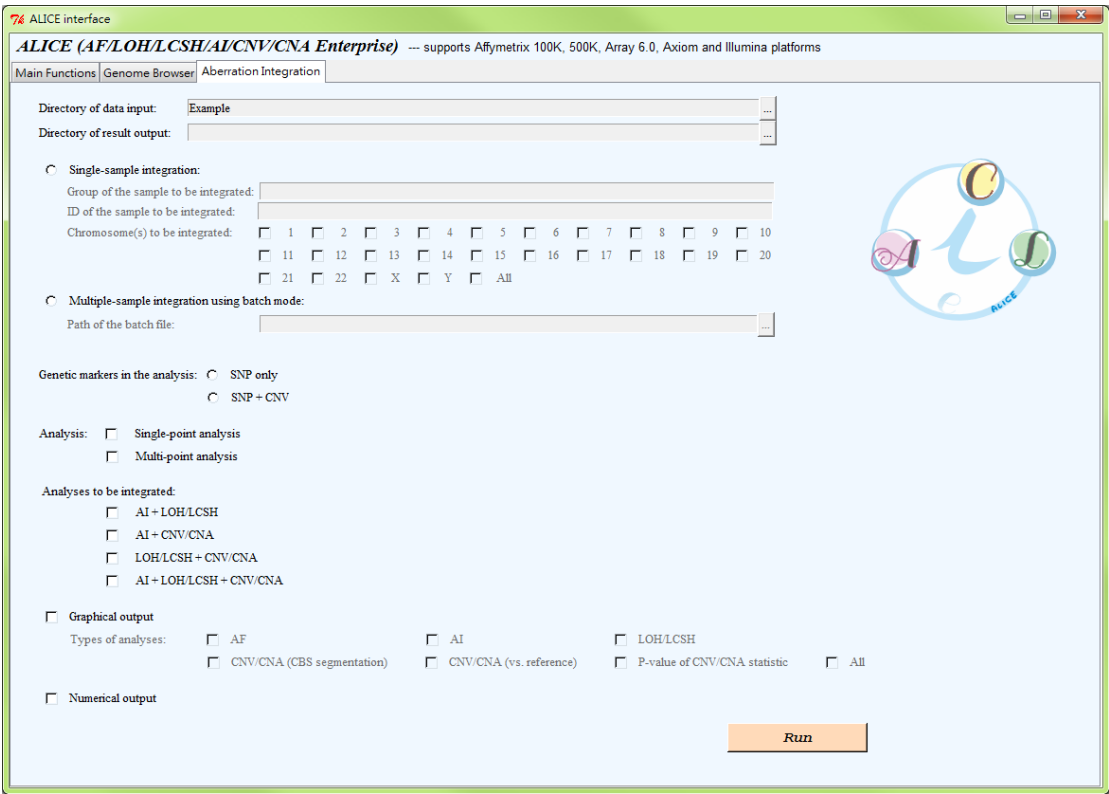 ALICE interface
ALICE (AF/LOH/LCSH/AI/CNV/CNA Enterprise) --- supports Affymetrix 100K, 500K, Array 6.0, Axiom and Illumina platforms
Main Functions Genome Browser Aberration Integration
Directory of data input: Example ...
Directory of result output: ...
Single-sample integration:
Group of the sample to be integrated:
ID of the sample to be integrated:
Chromosome(s) to be integrated: 1 2 3 4 5 6 7 8 9 10
11 12 13 14 15 16 17 18 19 20
21 22 X Y All
Multiple-sample integration using batch mode:
Path of the batch file: ...
A L i C e
ALICE
Genetic markers in the analysis: SNP only
SNP + CNV
Analysis: Single-point analysis
Multi-point analysis
Analyses to be integrated:
AI + LOH/LCSH
AI + CNV/CNA
LOH/LCSH + CNV/CNA
AI + LOH/LCSH + CNV/CNA
Graphical output
Types of analyses: AF AI LOH/LCSH
CNV/CNA (CBS segmentation) CNV/CNA (vs. reference) P-value of CNV/CNA statistic All
Numerical output
Run